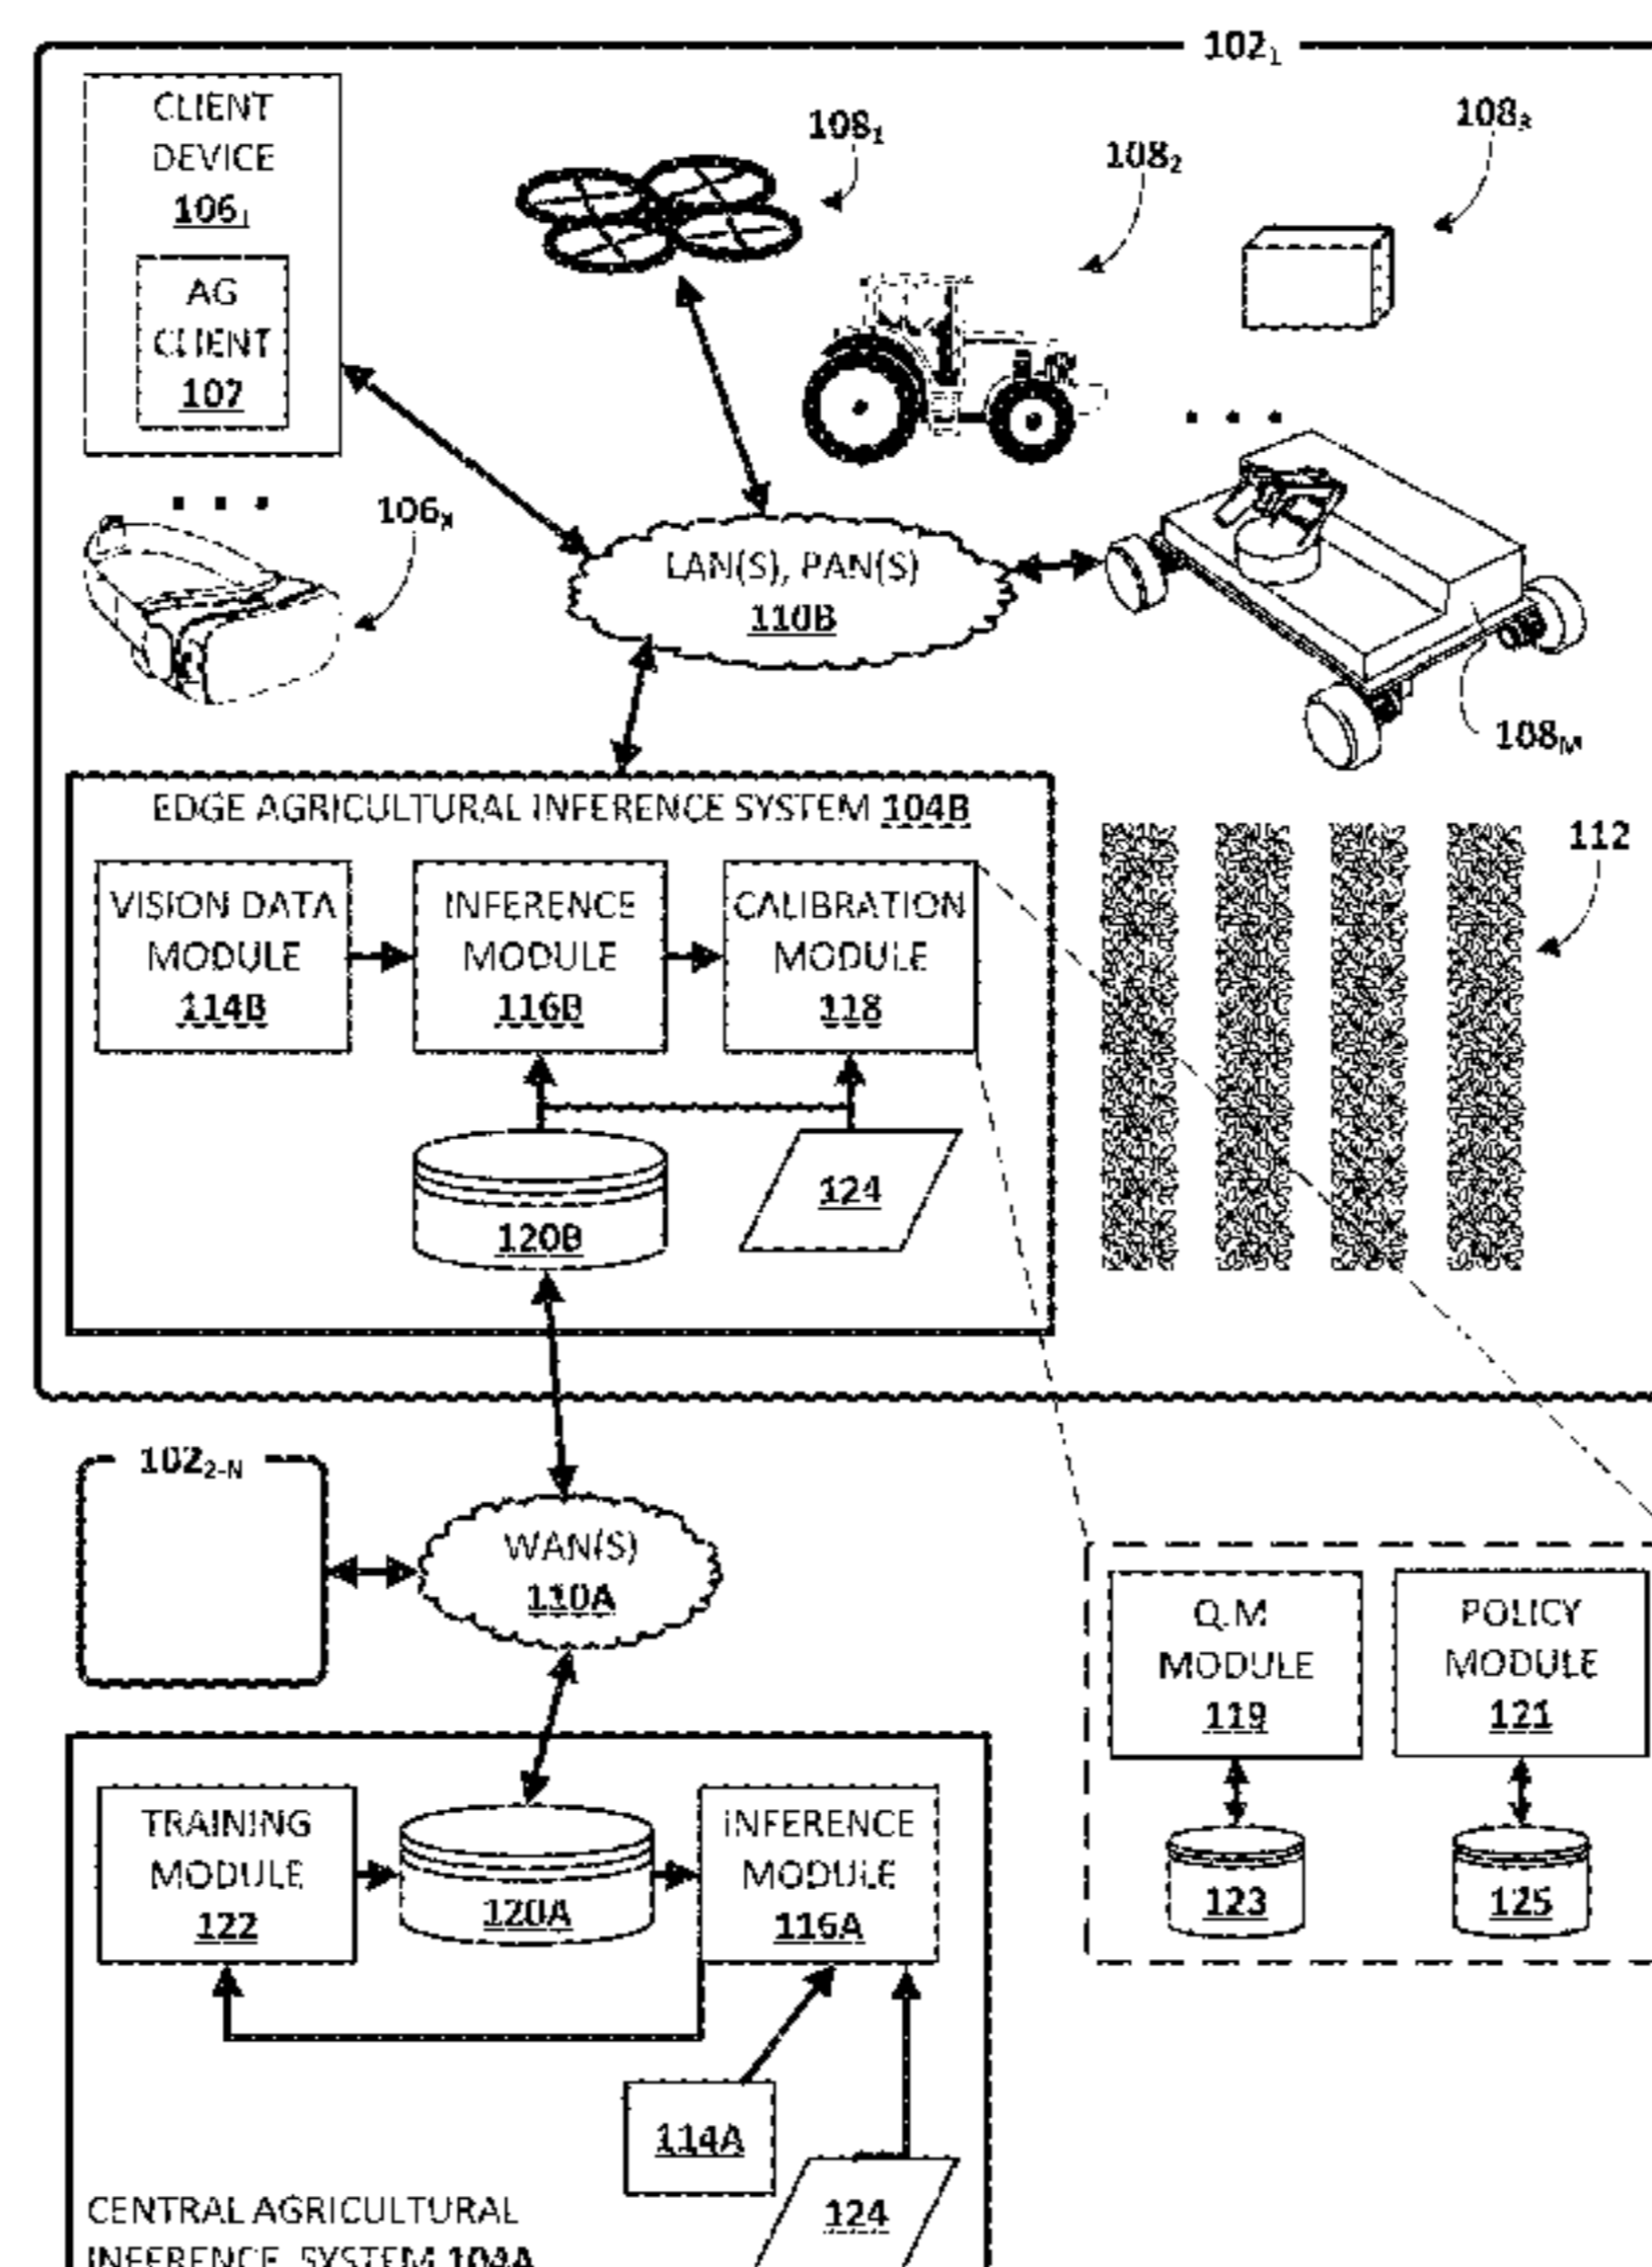 102₁
CLIENT
DEVICE
106₁
AG
CLIENT
107
108₁
108₂
108₃
106ₓ
LAN(S), PAN(S)
110B
108ₘ
EDGE AGRICULTURAL INFERENCE SYSTEM 104B
VISION DATA
MODULE
114B
INFERENCE
MODULE
116B
CALIBRATION
MODULE
118
112
120B
124
102₂₋ₙ
WAN(S)
110A
Q.M
MODULE
119
POLICY
MODULE
121
123
125
TRAINING
MODULE
122
120A
INFERENCE
MODULE
116A
114A
124
CENTRAL AGRICULTURAL
INFERENCE SYSTEM 104A